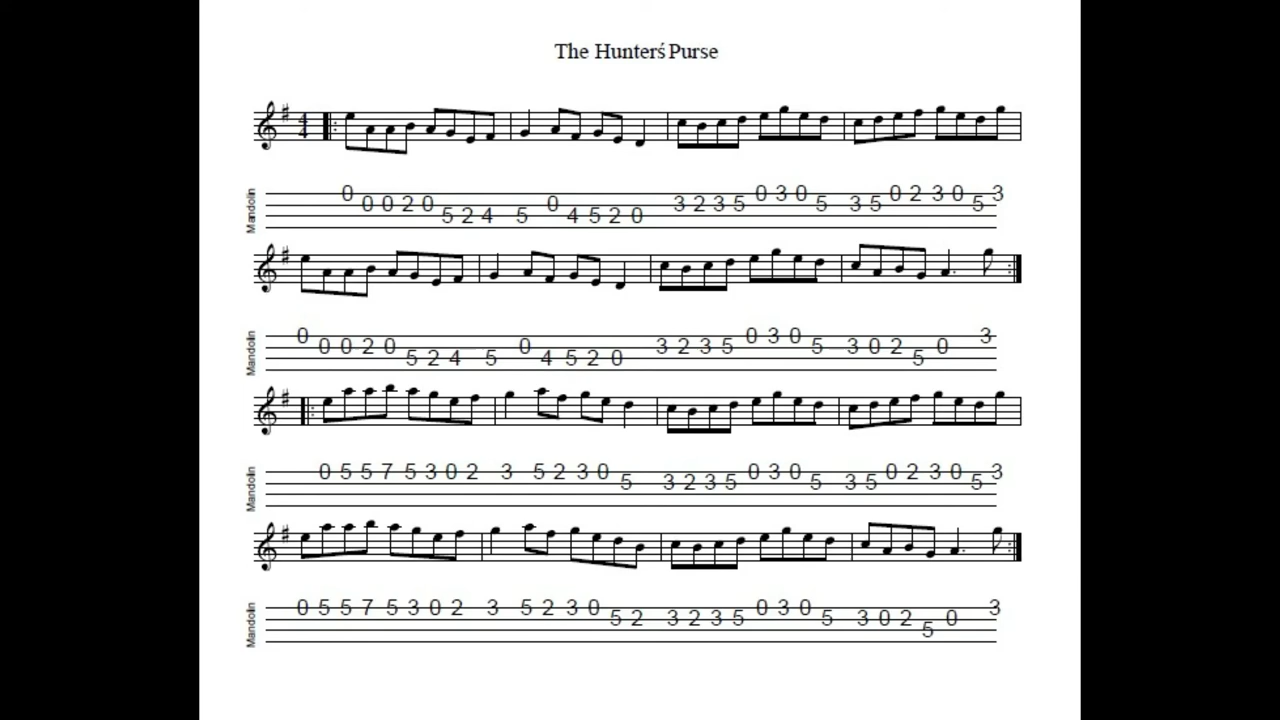 The Hunterś Purse
4
4
Mandolin
0 0 0 2 0 5 2 4 5 0 4 5 2 0 3 2 3 5 0 3 0 5 3 5 0 2 3 0 5 3
Mandolin
0 0 0 2 0 5 2 4 5 0 4 5 2 0 3 2 3 5 0 3 0 5 3 0 2 5 0 3
Mandolin
0 5 5 7 5 3 0 2 3 5 2 3 0 5 3 2 3 5 0 3 0 5 3 5 0 2 3 0 5 3
Mandolin
0 5 5 7 5 3 0 2 3 5 2 3 0 5 2 3 2 3 5 0 3 0 5 3 0 2 5 0 3